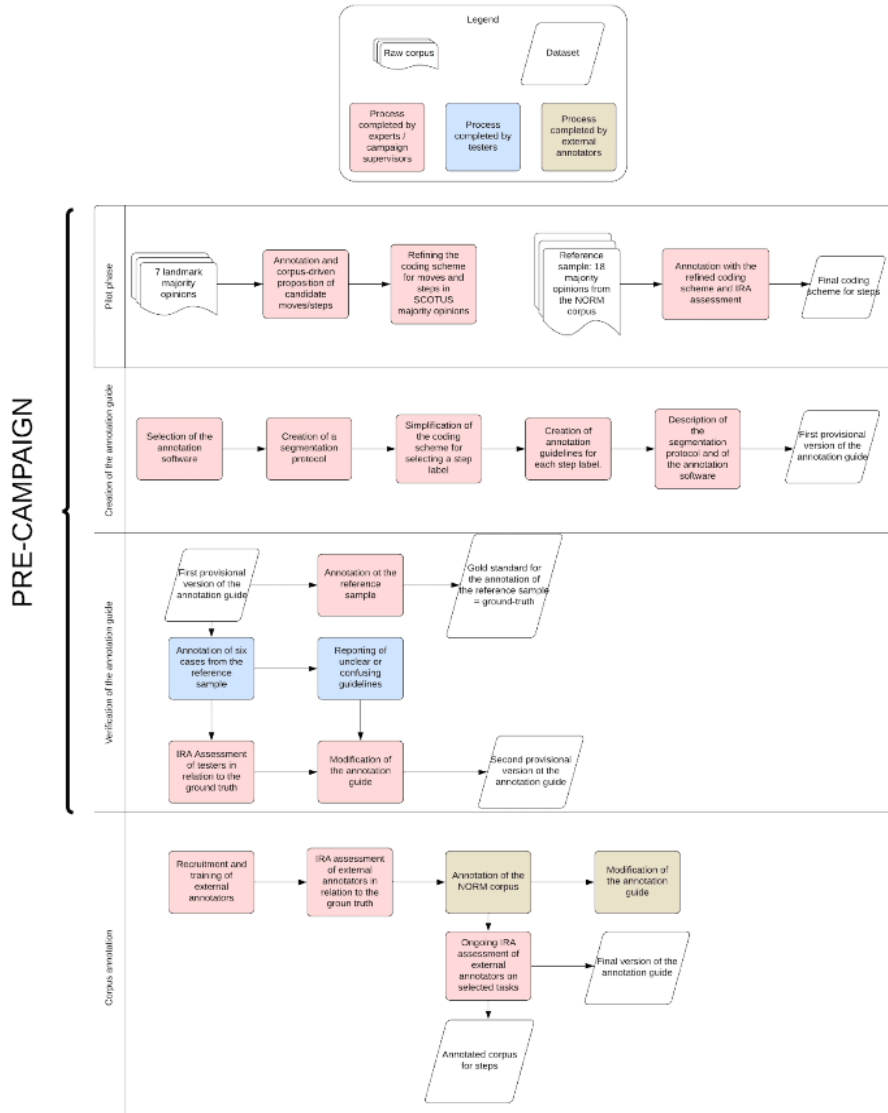 Legend
Raw corpus
Dataset
Process
completed by
experts /
campaign
supervisors
Process
completed by
testers
Process
completed by
external
annotators
PRE-CAMPAIGN
Pilot phase
7 landmark
majority
opinions
Annotation and
corpus-driven
proposition of
candidate
moves/steps
Refining the
coding scheme
for moves and
steps in
SCOTUS
majority opinions
Reference
sample: 18
majority
opinions from
the NORM
corpus
Annotation with the
refined coding
scheme and IRA
assessment
Final coding
scheme for steps
Creation of the annotation guide
Selection of the
annotation
software
Creation of a
segmentation
protocol
Simplification of
the coding
scheme for
selecting a step
label
Creation of
annotation
guidelines for
each step label.
Description of
the
segmentation
protocol and of
the annotation
software
First provisional
version of the
annotation guide
Verification of the annotation guide
First provisional
version of the
annotation guide
Annotation of the
reference
sample
Gold standard for
the annotation of
the reference sample
= ground-truth
Annotation of six
cases from the
reference
sample
Reporting of
unclear or
confusing
guidelines
IRA Assessment
of testers in
relation to the
ground truth
Modification of
the annotation
guide
Second provisional
version of the
annotation guide
Corpus annotation
Recruitment and
training of
external
annotators
IRA assessment
of external
annotators in
relation to the
groun truth
Annotation of the
NORM corpus
Modification of
the annotation
guide
Ongoing IRA
assessment of
external
annotators on
selected tasks
Final version of the
annotation guide
Annotated corpus
for steps